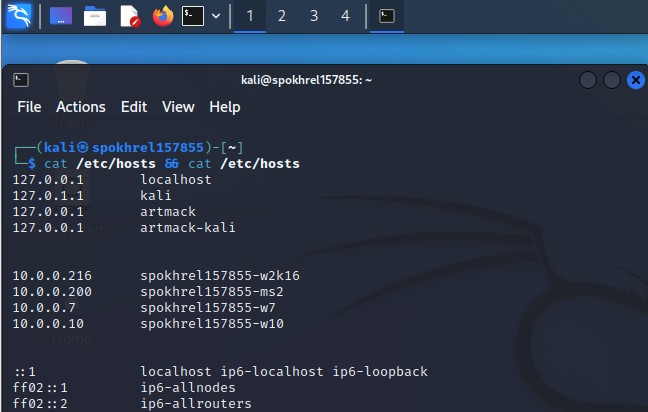 1 2 3 4
kali@spokhrel157855: ~
File Actions Edit View Help
Trash
┌──(kali㉿spokhrel157855)-[~]
└─$ cat /etc/hosts && cat /etc/hosts
127.0.0.1 localhost
127.0.1.1 kali
127.0.0.1 artmack
127.0.0.1 artmack-kali
10.0.0.216 spokhrel157855-w2k16
10.0.0.200 spokhrel157855-ms2
10.0.0.7 spokhrel157855-w7
10.0.0.10 spokhrel157855-w10
Home
::1 localhost ip6-localhost ip6-loopback
ff02::1 ip6-allnodes
ff02::2 ip6-allrouters